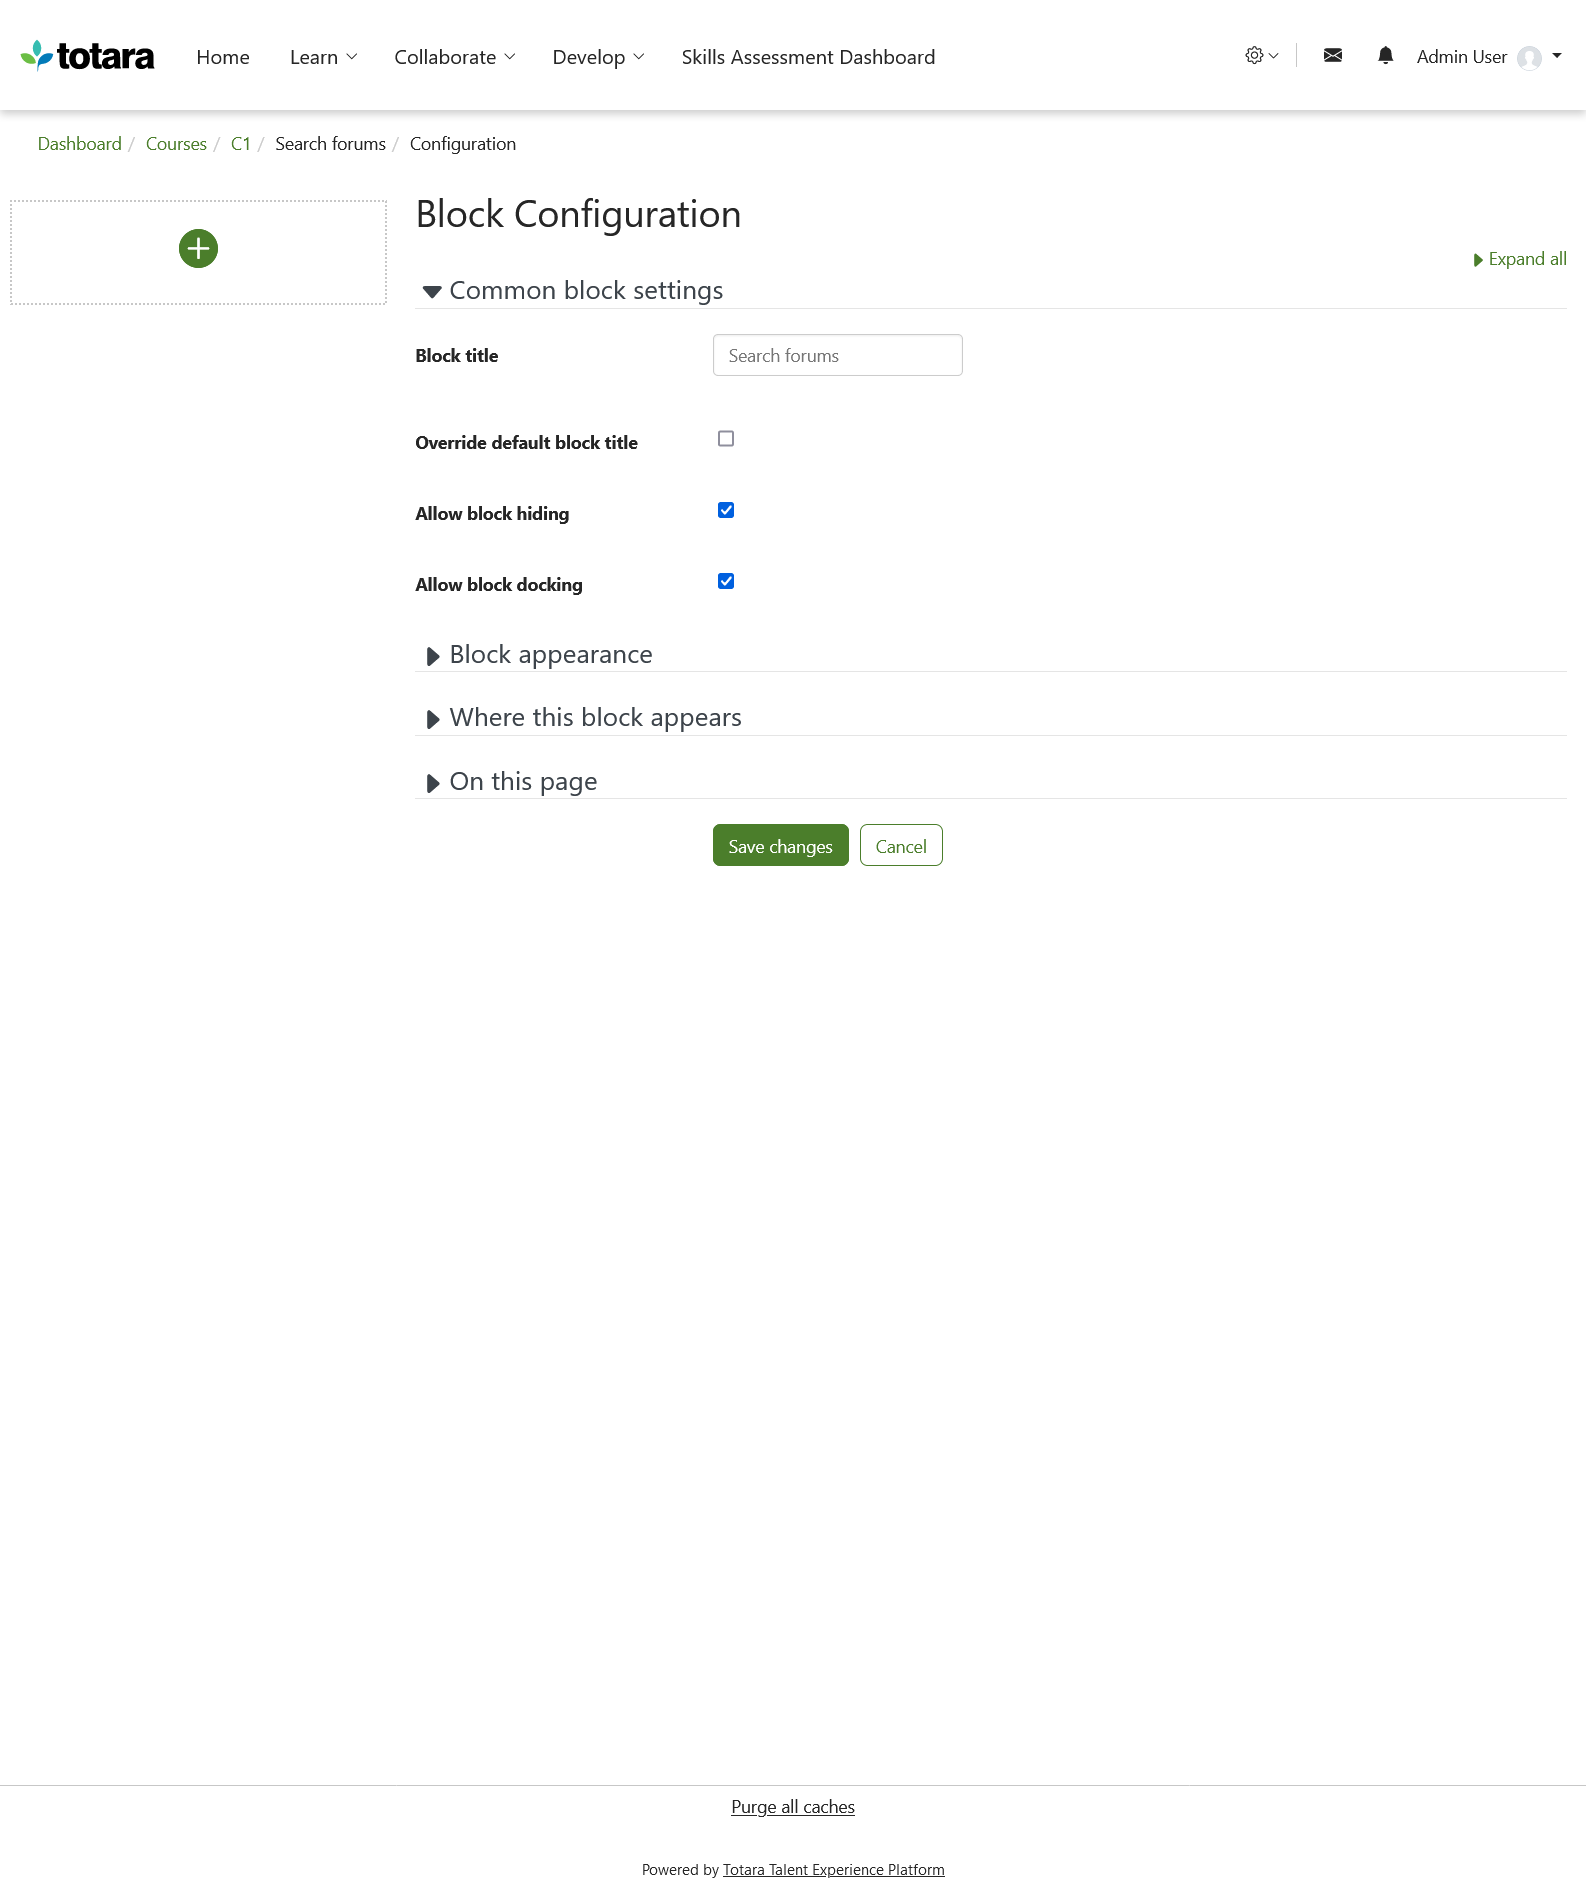 totara
Home Learn Collaborate Develop Skills Assessment Dashboard Admin User
Dashboard / Courses / C1 / Search forums / Configuration
Block Configuration
Expand all
Common block settings
Block title Search forums
Override default block title
Allow block hiding
Allow block docking
Block appearance
Where this block appears
On this page
Save changes Cancel
Purge all caches
Powered by Totara Talent Experience Platform